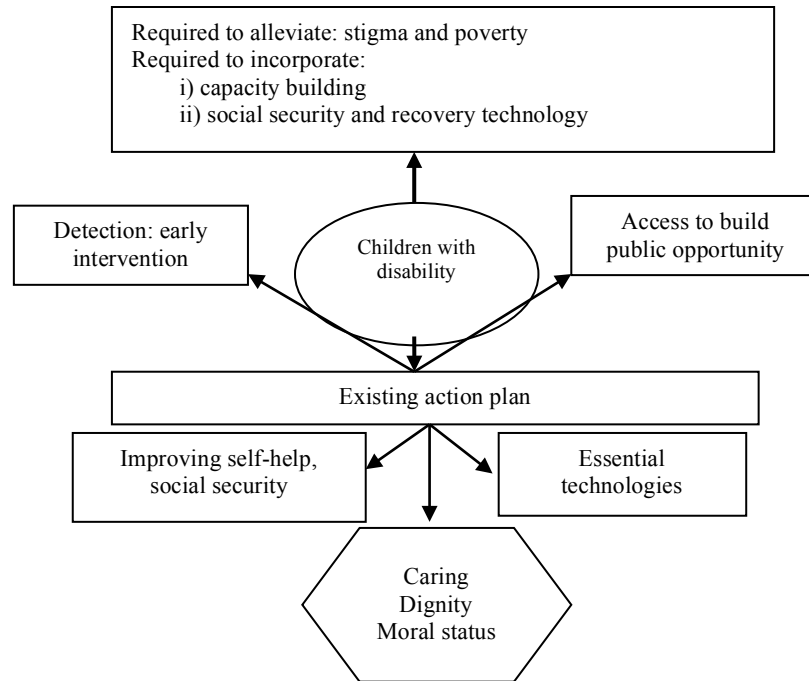 Required to alleviate: stigma and poverty
Required to incorporate:
i) capacity building
ii) social security and recovery technology
Detection: early
intervention
Children with
disability
Access to build
public opportunity
Existing action plan
Improving self-help,
social security
Essential
technologies
Caring
Dignity
Moral status